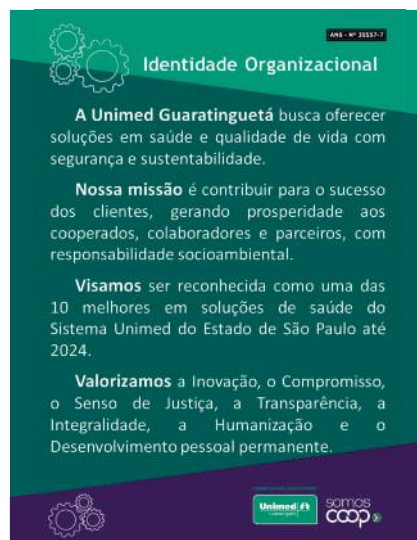 ANS - Nº 35557-7
Identidade Organizacional
A Unimed Guaratinguetá busca oferecer
soluções em saúde e qualidade de vida com
segurança e sustentabilidade.
Nossa missão é contribuir para o sucesso
dos clientes, gerando prosperidade aos
cooperados, colaboradores e parceiros, com
responsabilidade socioambiental.
Visamos ser reconhecida como uma das
10 melhores em soluções de saúde do
Sistema Unimed do Estado de São Paulo até
2024.
Valorizamos a Inovação, o Compromisso,
o Senso de Justiça, a Transparência, a
Integralidade, a Humanização e o
Desenvolvimento pessoal permanente.
Unimed
somos
coop